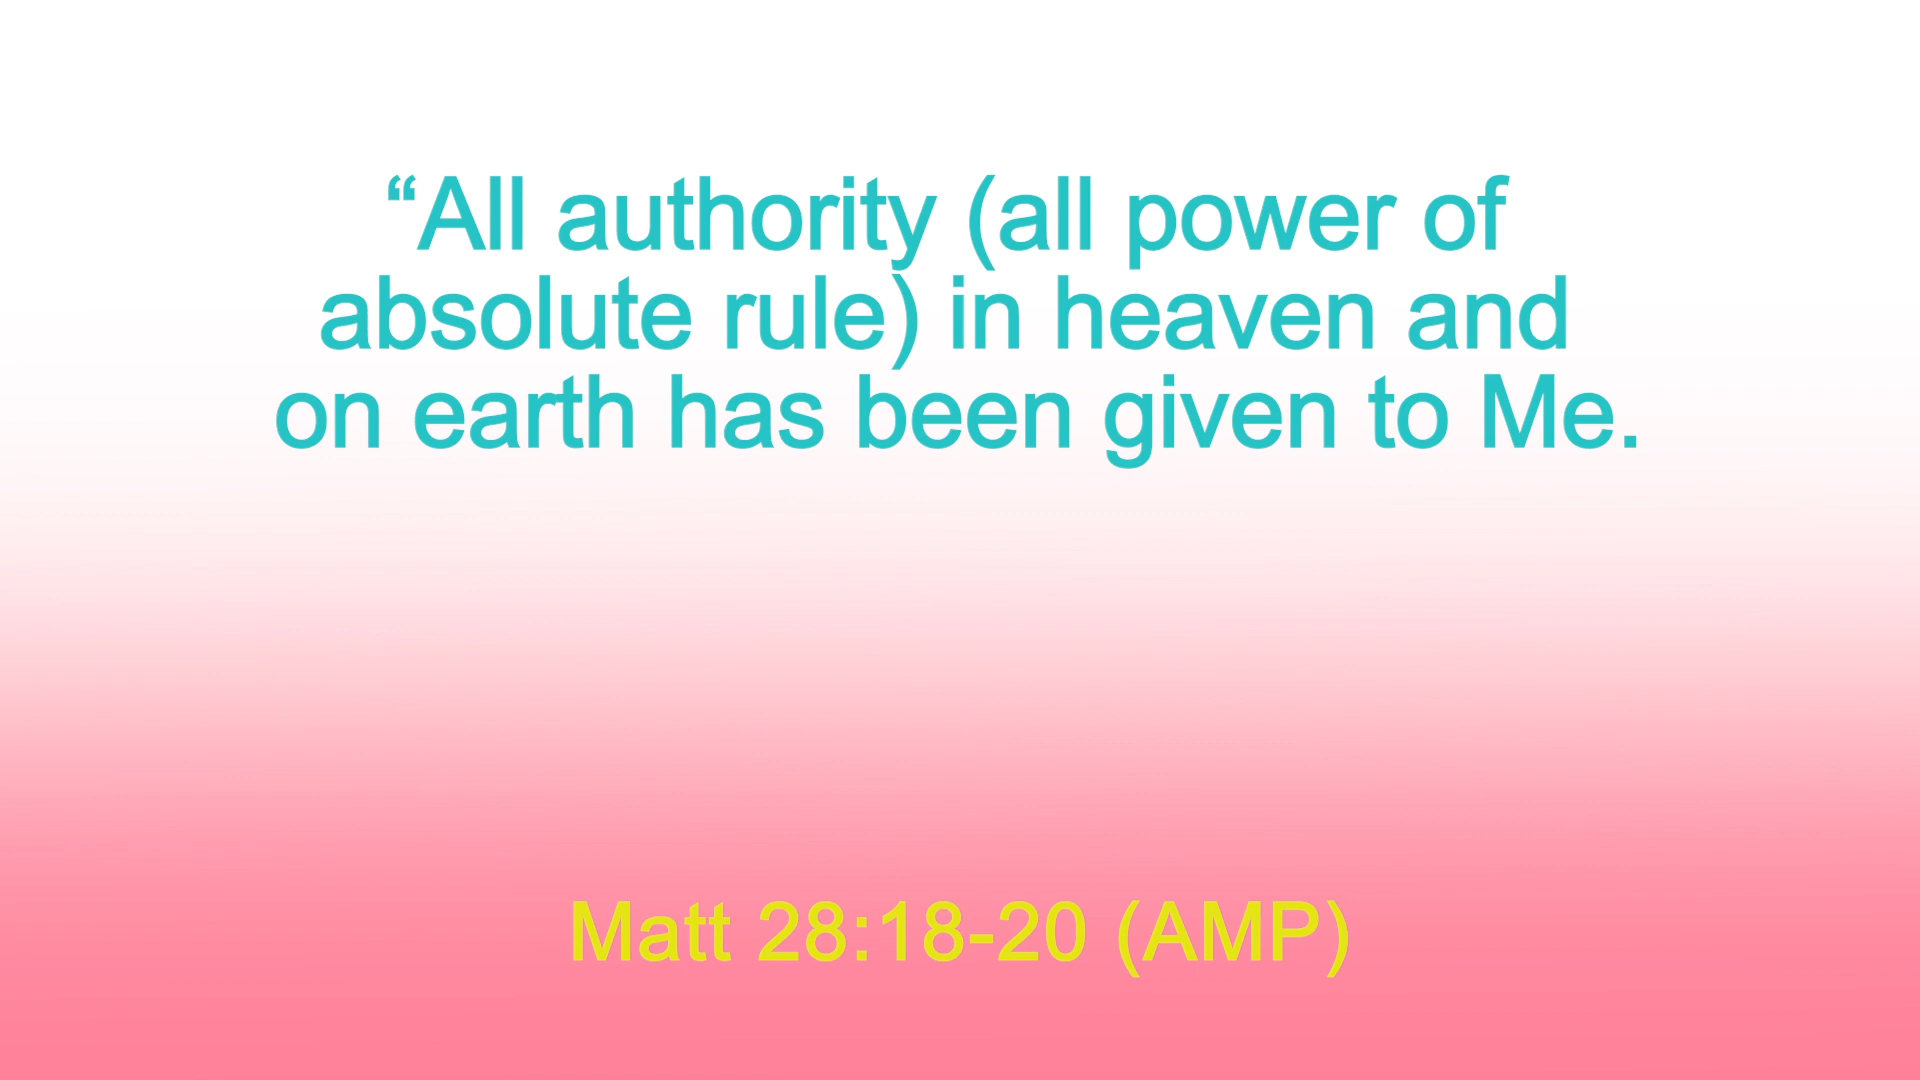 “All authority (all power of
absolute rule) in heaven and
on earth has been given to Me.
Matt 28:18-20 (AMP)